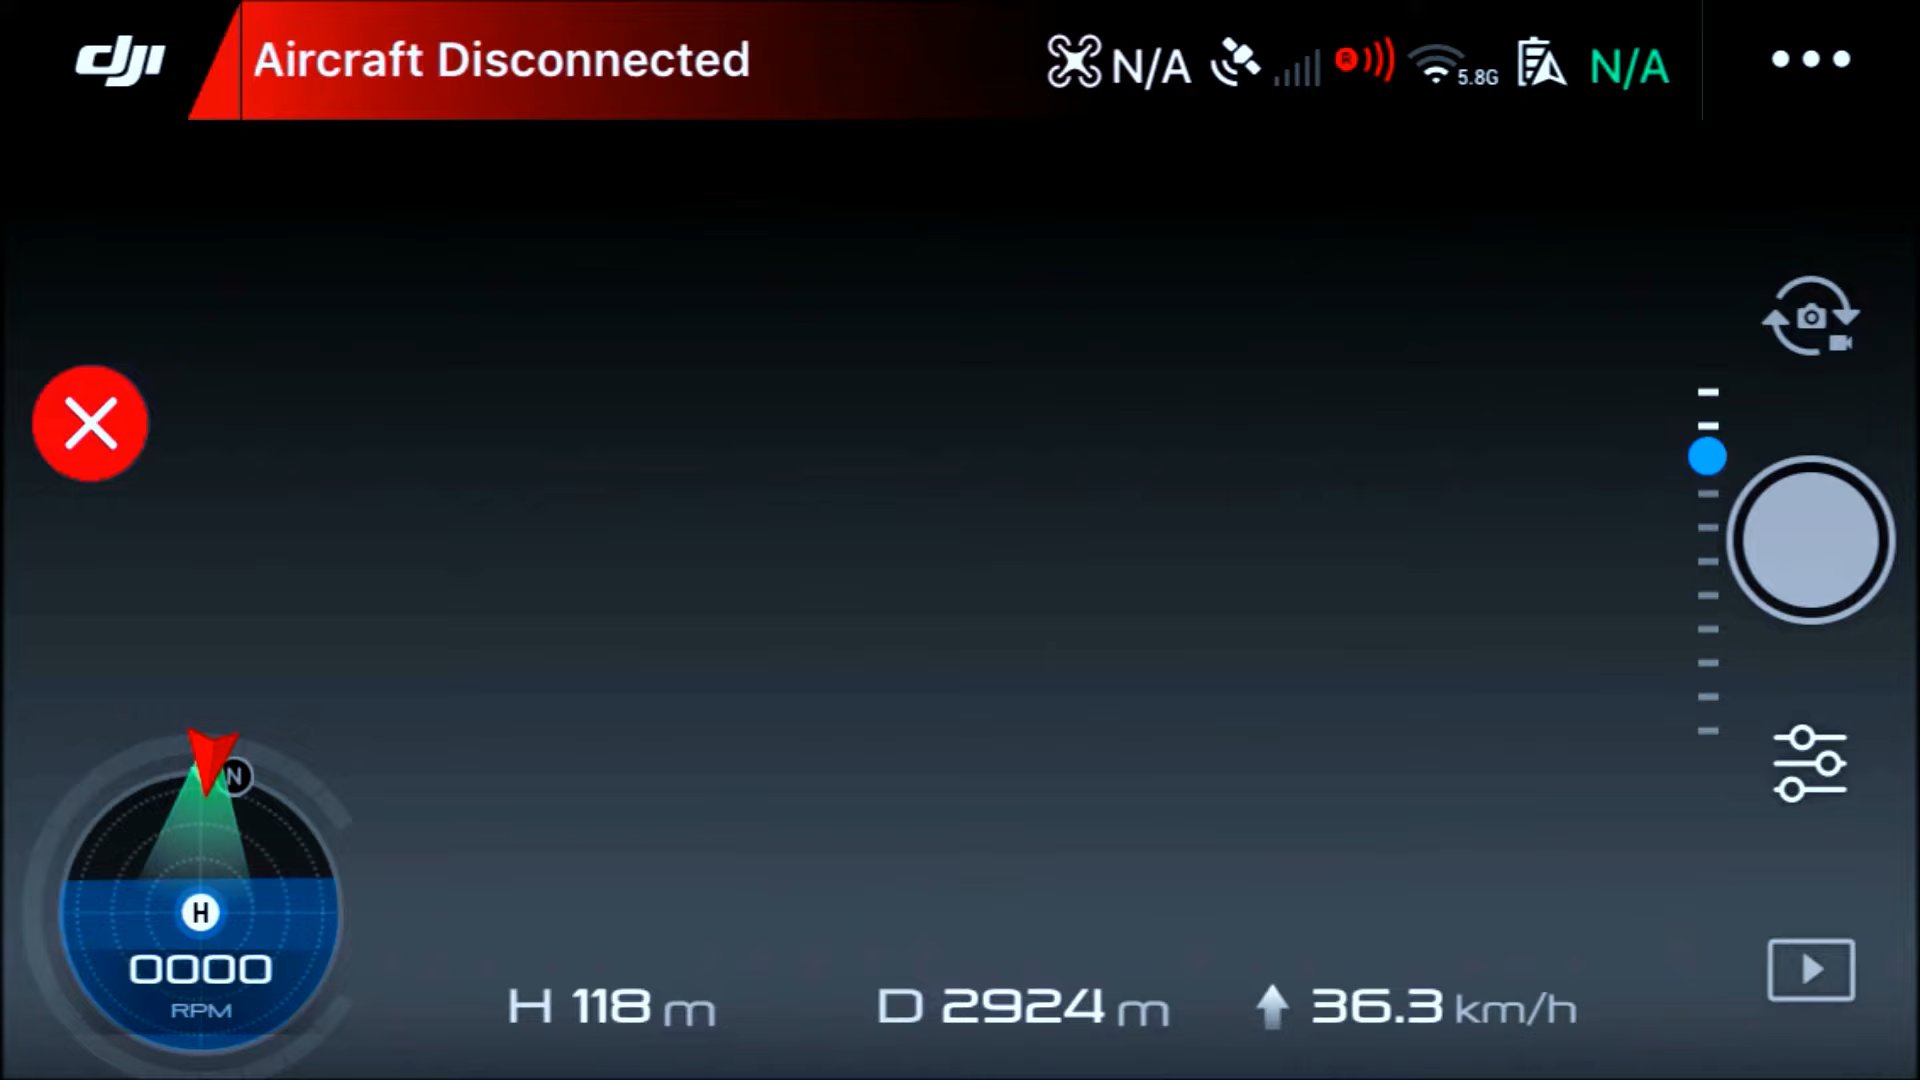 dji Aircraft Disconnected N/A R 5.8G N/A
N
H
0000
RPM
H 118 m D 2924 m 36.3 km/h